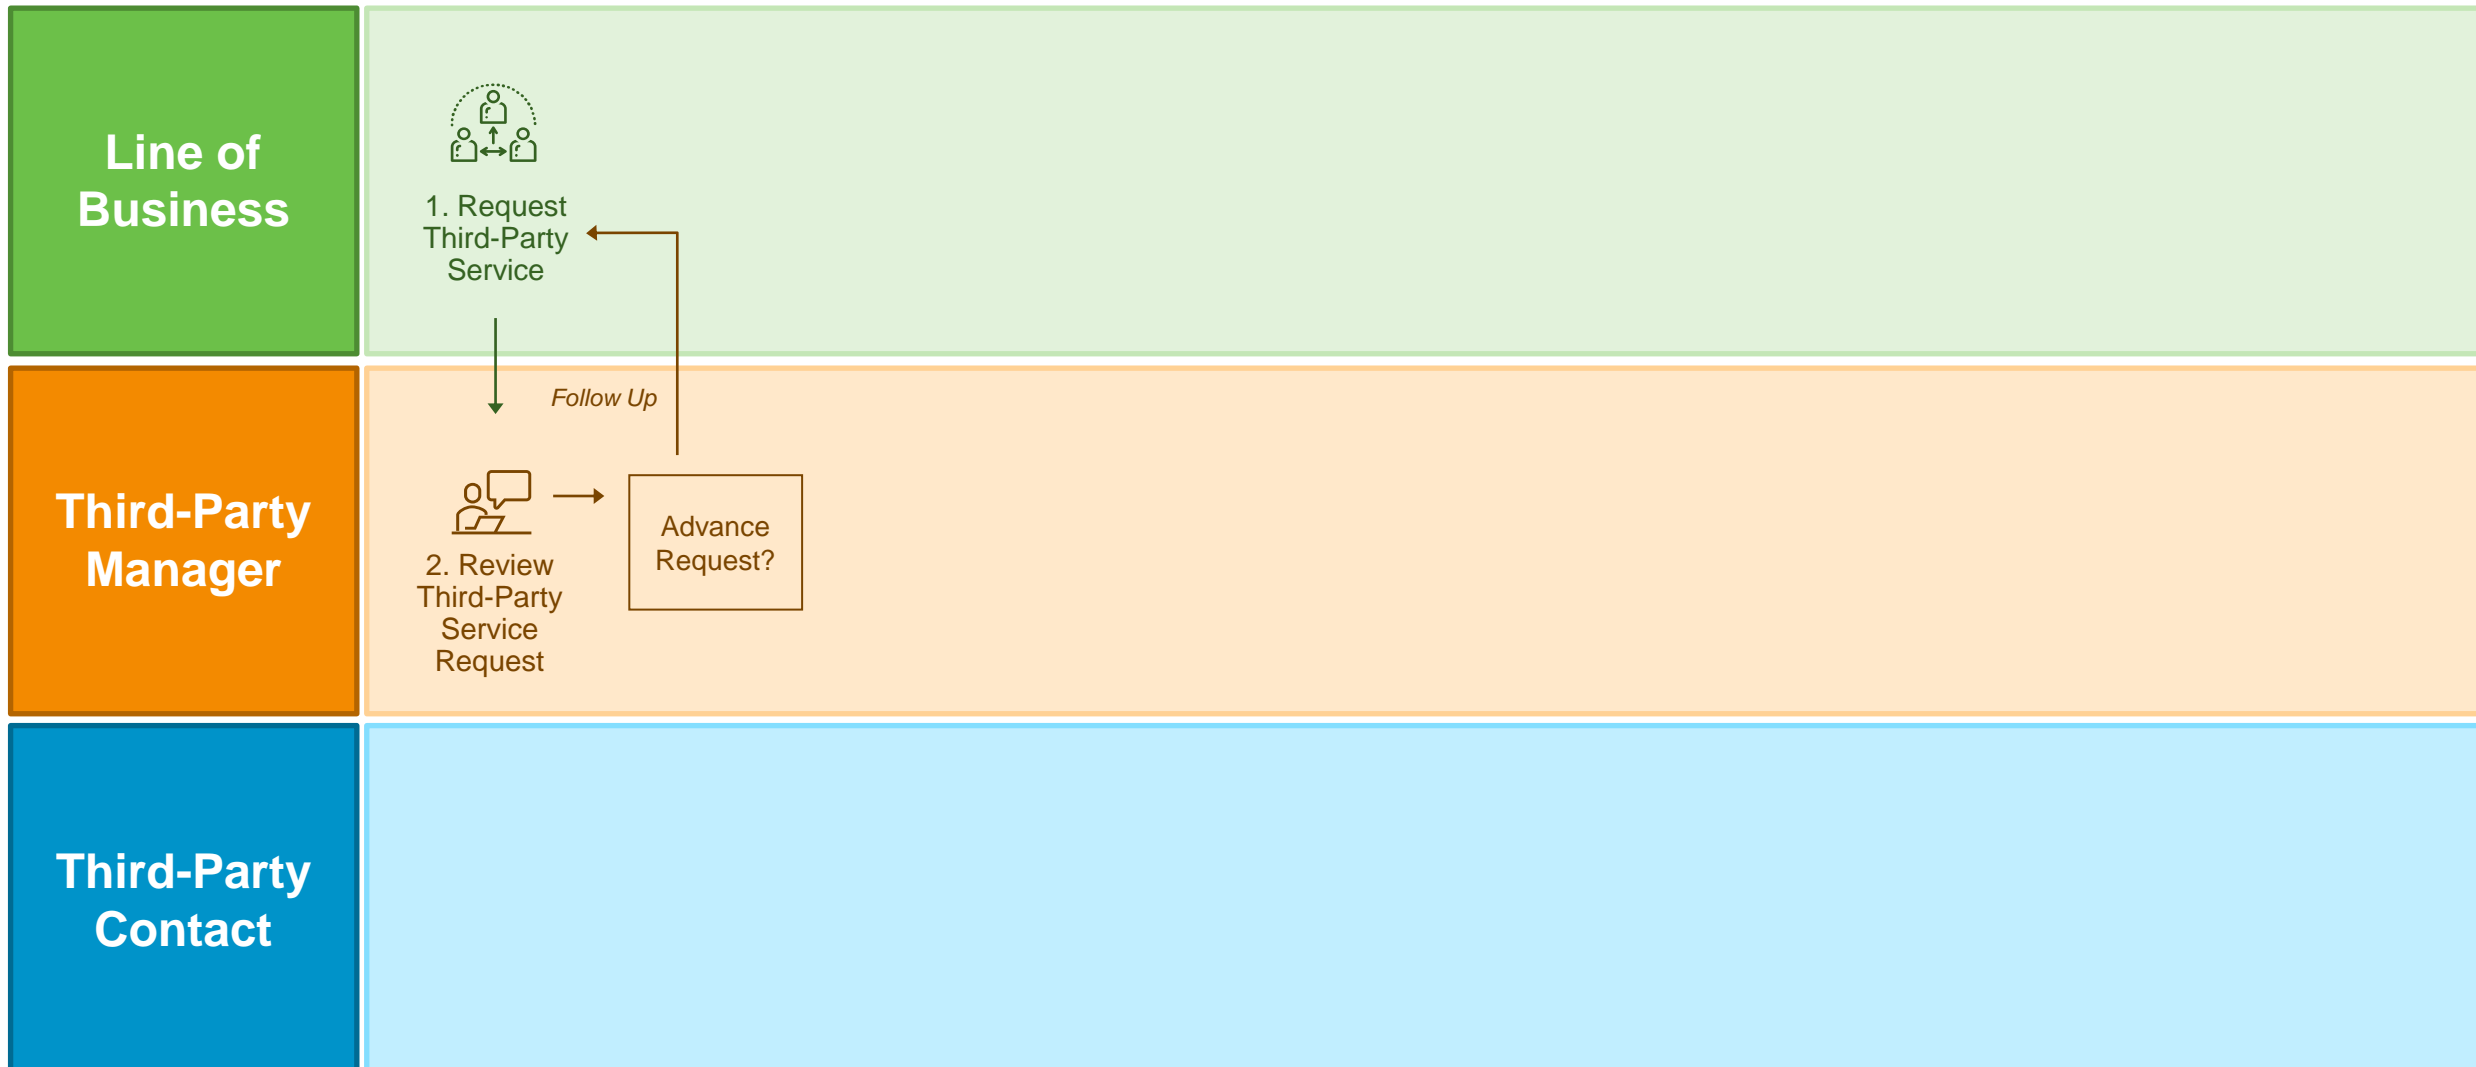 Line of
Business
1. Request
Third-Party
Service
Third-Party
Manager
Follow Up
2. Review
Third-Party
Service
Request
Advance
Request?
Third-Party
Contact